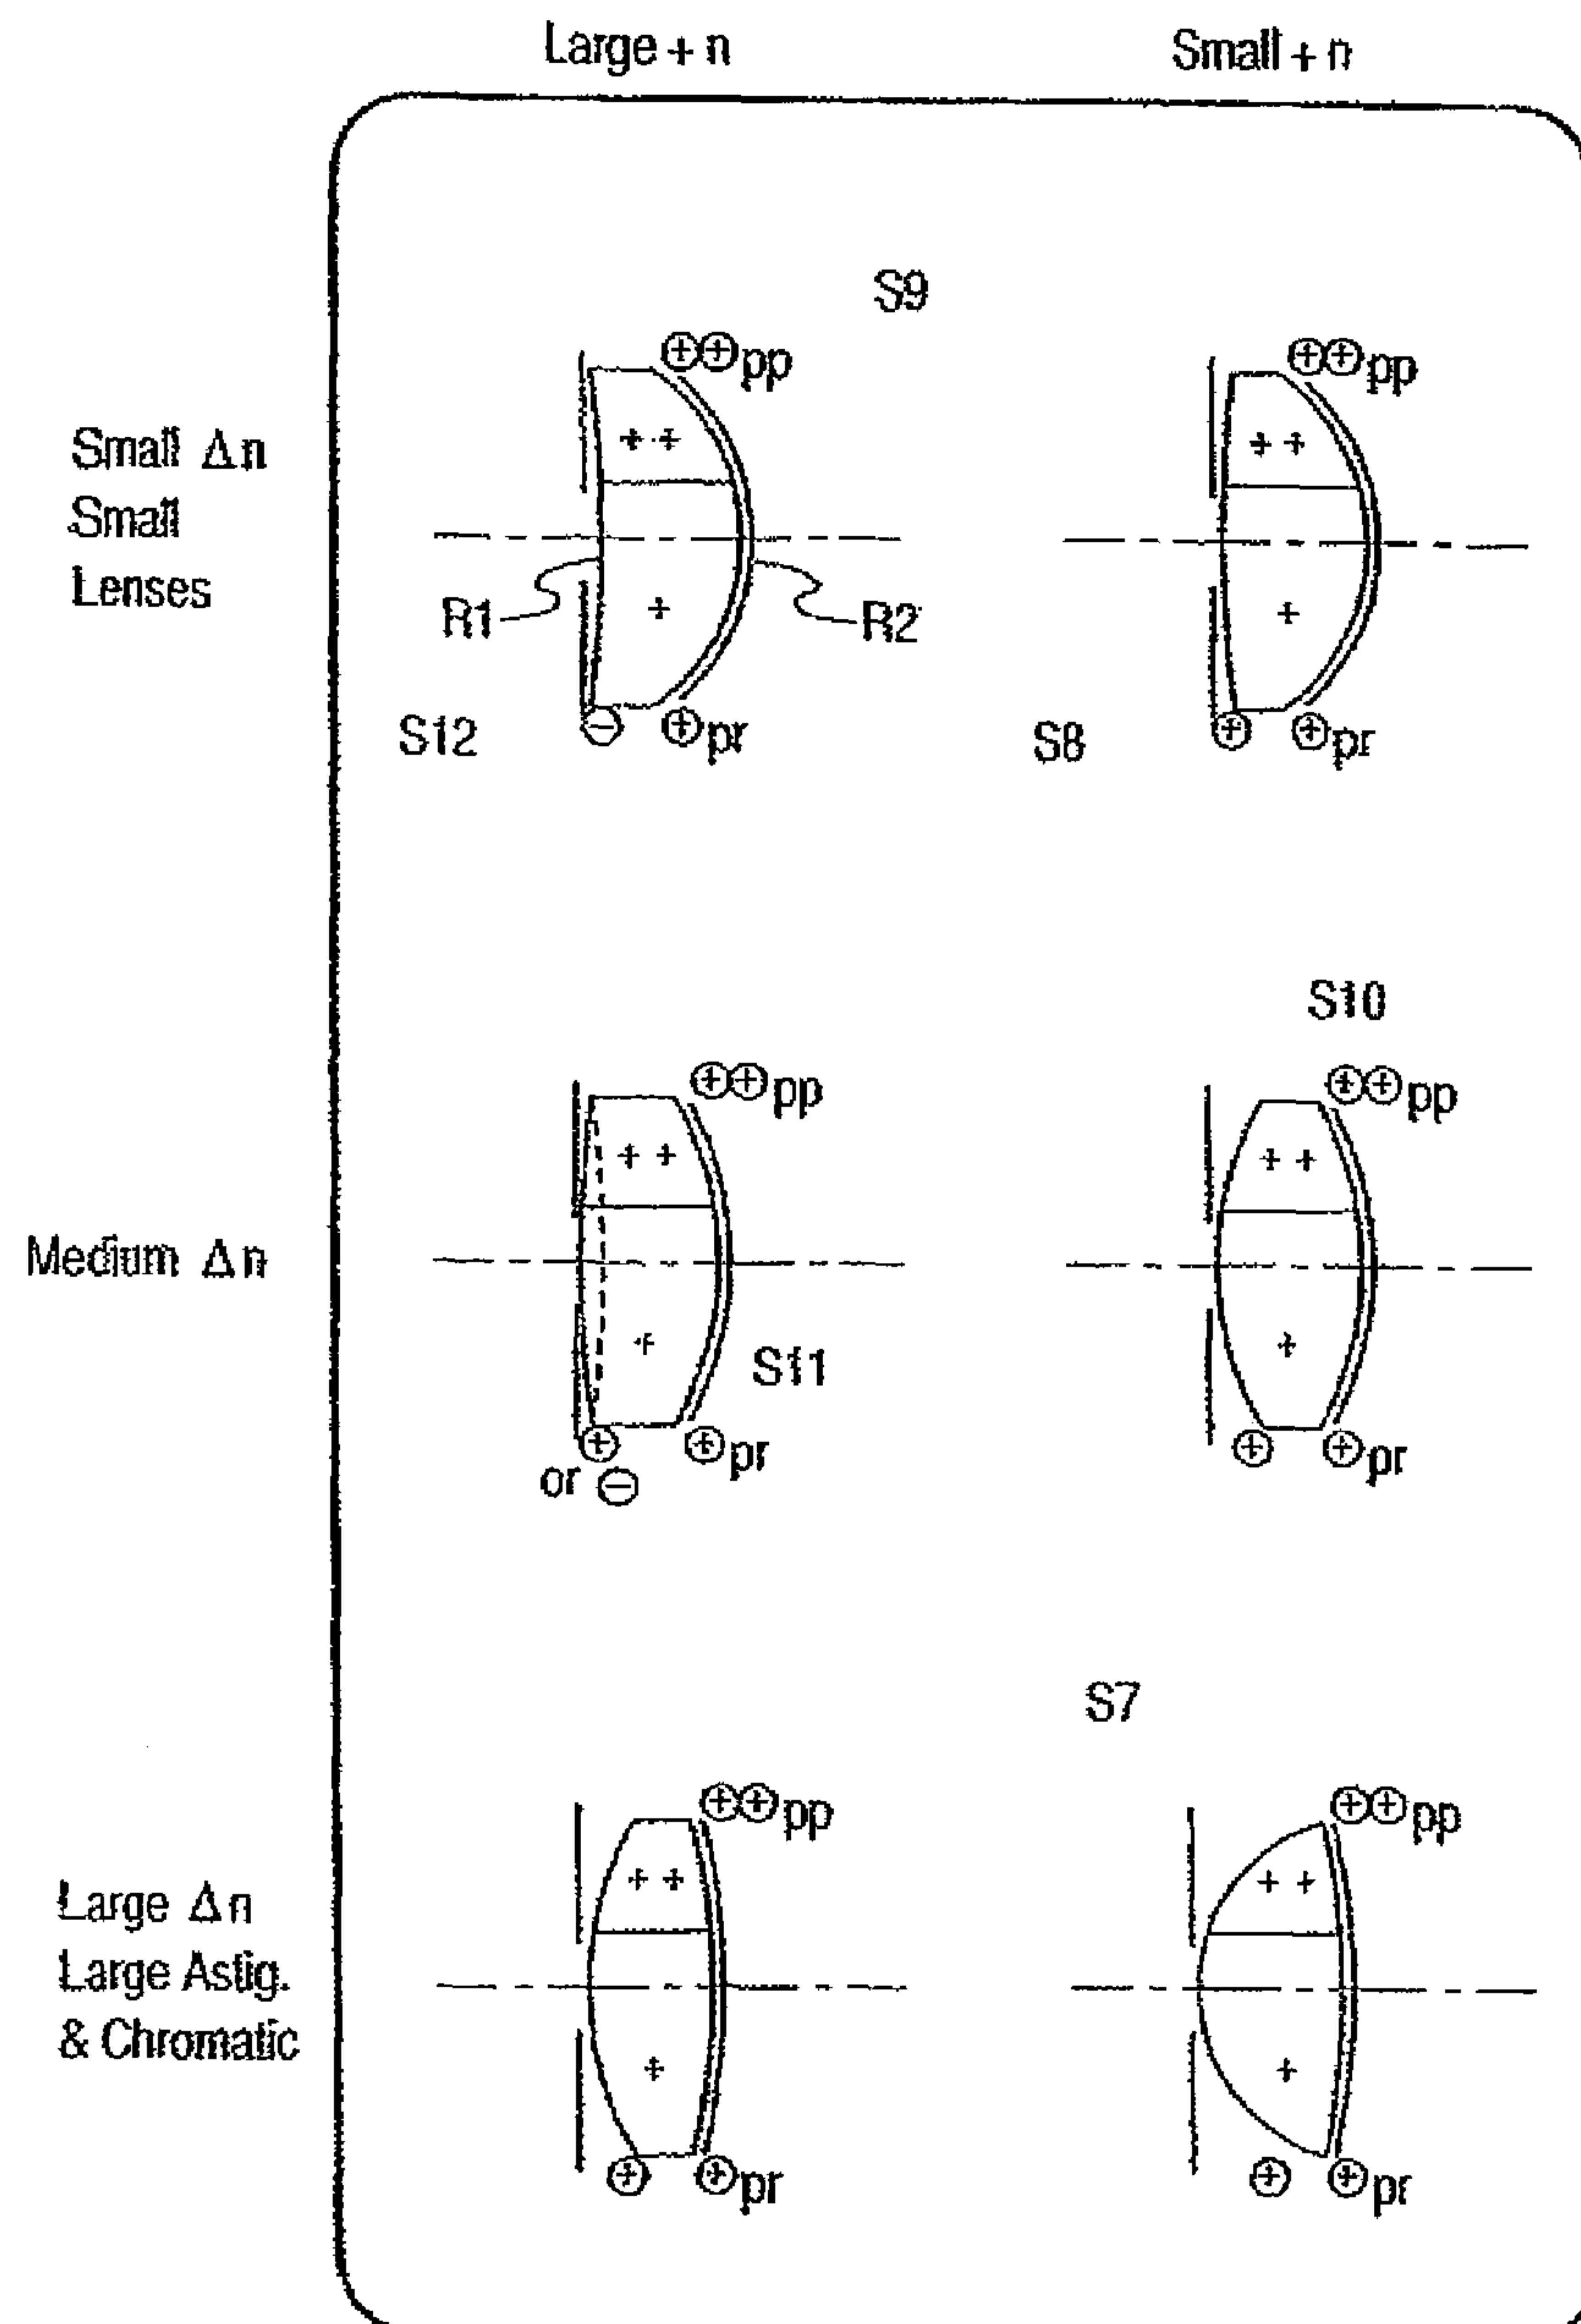 Large + n
Small + n
S9
⊕⊕pp
⊕⊕pp
Small Δn
Small
Lenses
+ +
+ +
R1
+
R2
+
S12
⊖
⊕pr
S8
⊕
⊕pr
S10
⊕⊕pp
⊕⊕pp
+ +
+ +
Medium Δn
+
S11
+
⊕
or ⊖
⊕pr
⊕
⊕pr
S7
⊕⊕pp
⊕⊕pp
Large Δn
Large Astig.
& Chromatic
+ +
+ +
+
+
⊕
⊕pr
⊕
⊕pr